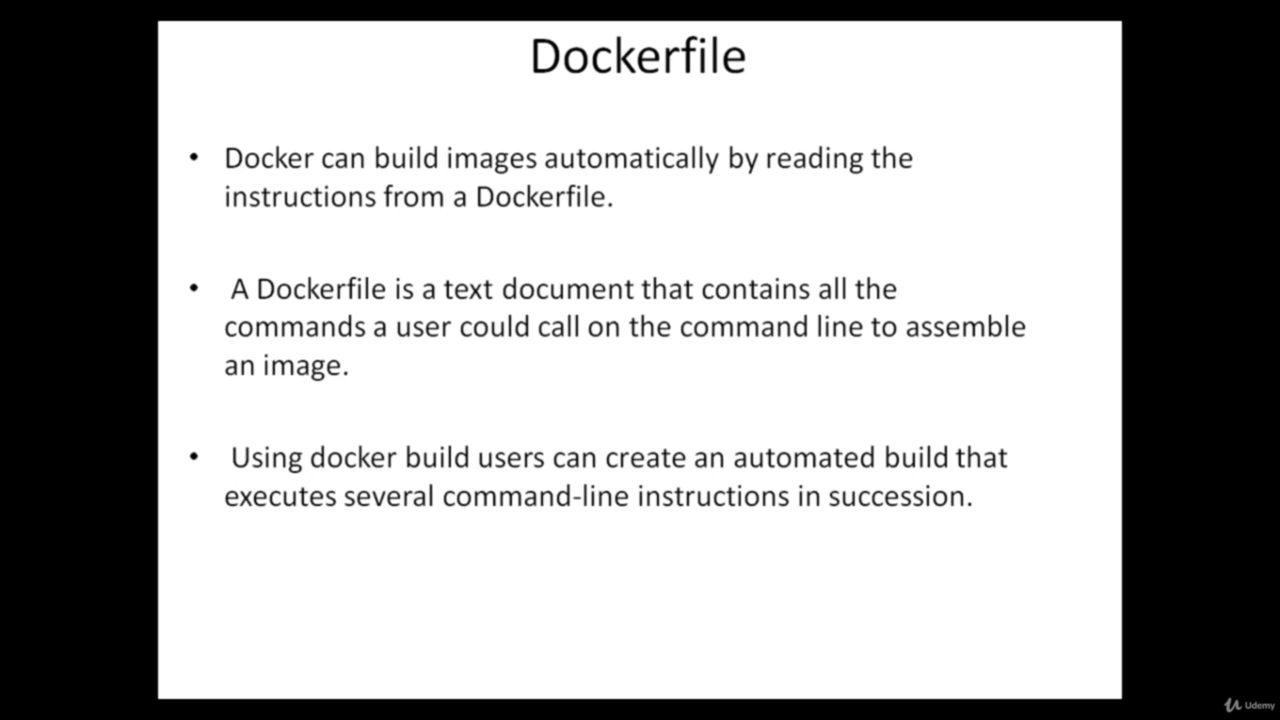 Dockerfile
• Docker can build images automatically by reading the
instructions from a Dockerfile.
• A Dockerfile is a text document that contains all the
commands a user could call on the command line to assemble
an image.
• Using docker build users can create an automated build that
executes several command-line instructions in succession.
Udemy